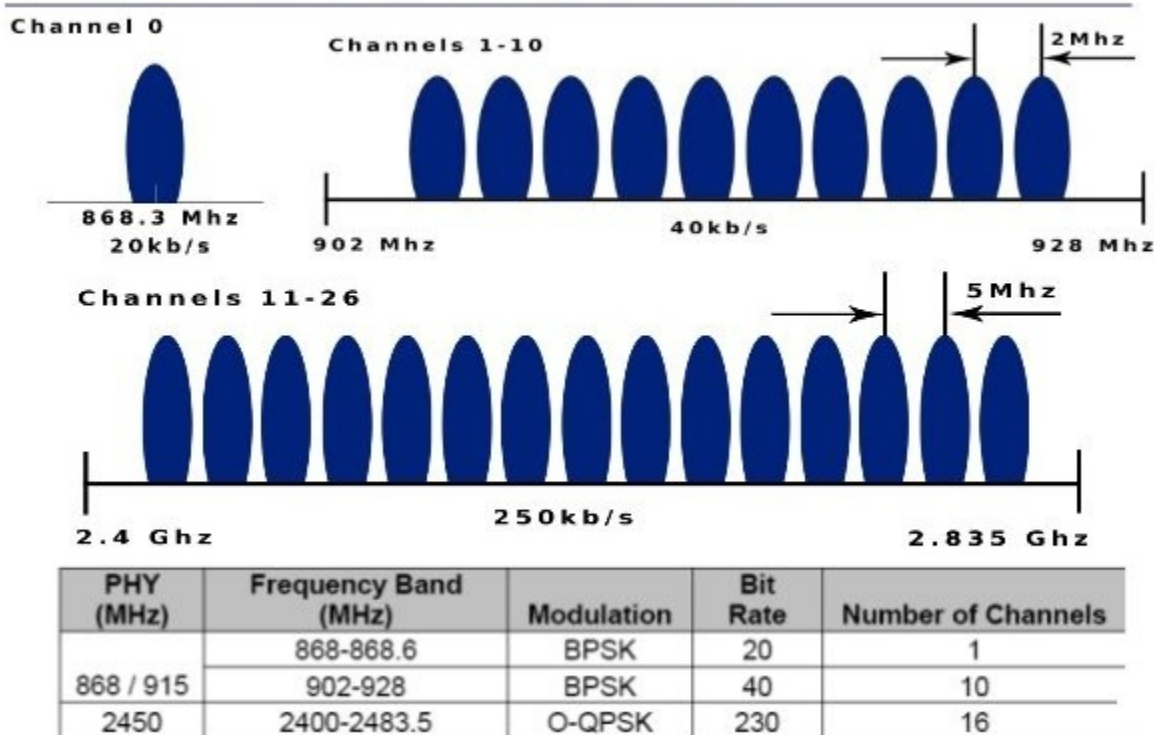 Channel 0
Channels 1-10
2Mhz
868.3 Mhz
20kb/s
40kb/s
902 Mhz
928 Mhz
Channels 11-26
5Mhz
250kb/s
2.4 Ghz
2.835 Ghz
PHY (MHz) Frequency Band (MHz) Modulation Bit Rate Number of Channels
868 / 915 868-868.6 BPSK 20 1
902-928 BPSK 40 10
2450 2400-2483.5 O-QPSK 230 16